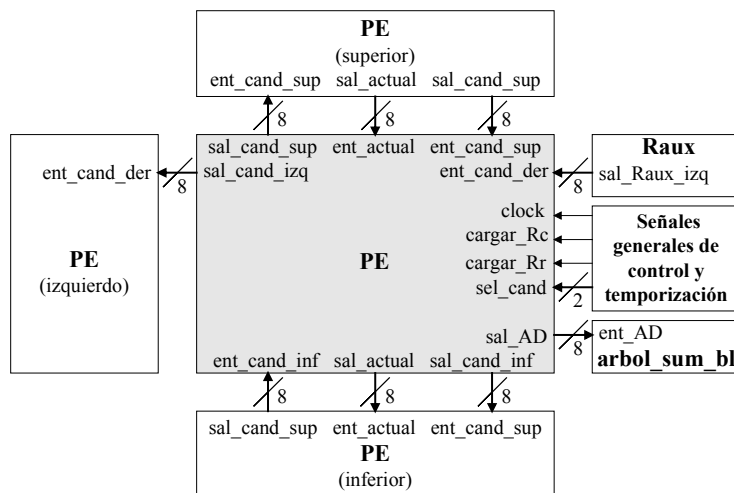 PE
(superior)
ent_cand_sup sal_actual sal_cand_sup
8 8 8
sal_cand_sup ent_actual ent_cand_sup
ent_cand_der 8 sal_cand_izq ent_cand_der 8 sal_Raux_izq
Raux
PE
(izquierdo)
PE
clock
cargar_Rc
cargar_Rr
sel_cand 2
Señales
generales de
control y
temporización
sal_AD 8 ent_AD
arbol_sum_bl
ent_cand_inf sal_actual sal_cand_inf
8 8 8
sal_cand_sup ent_actual ent_cand_sup
PE
(inferior)